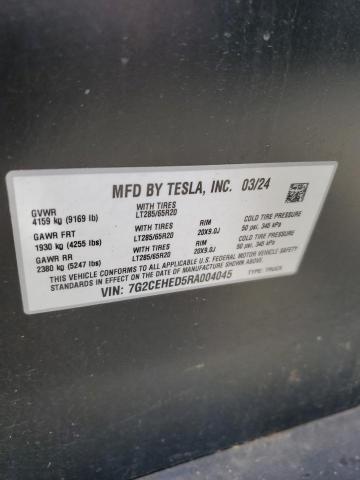 MFD BY TESLA, INC. 03/24
GVWR
4159 kg (9169 lb) WITH TIRES LT285/65R20
GAWR FRT WITH TIRES RIM COLD TIRE PRESSURE
1930 kg (4255 lbs) LT285/65R20 20X9.0J 50 psi, 345 kPa
GAWR RR WITH TIRES RIM COLD TIRE PRESSURE
2380 kg (5247 lbs) LT285/65R20 20X9.0J 50 psi, 345 kPa
THIS VEHICLE CONFORMS TO ALL APPLICABLE U.S. FEDERAL MOTOR VEHICLE SAFETY
STANDARDS IN EFFECT ON THE DATE OF MANUFACTURE SHOWN ABOVE.
VIN: 7G2CEHED5RA004045 TYPE: TRUCK